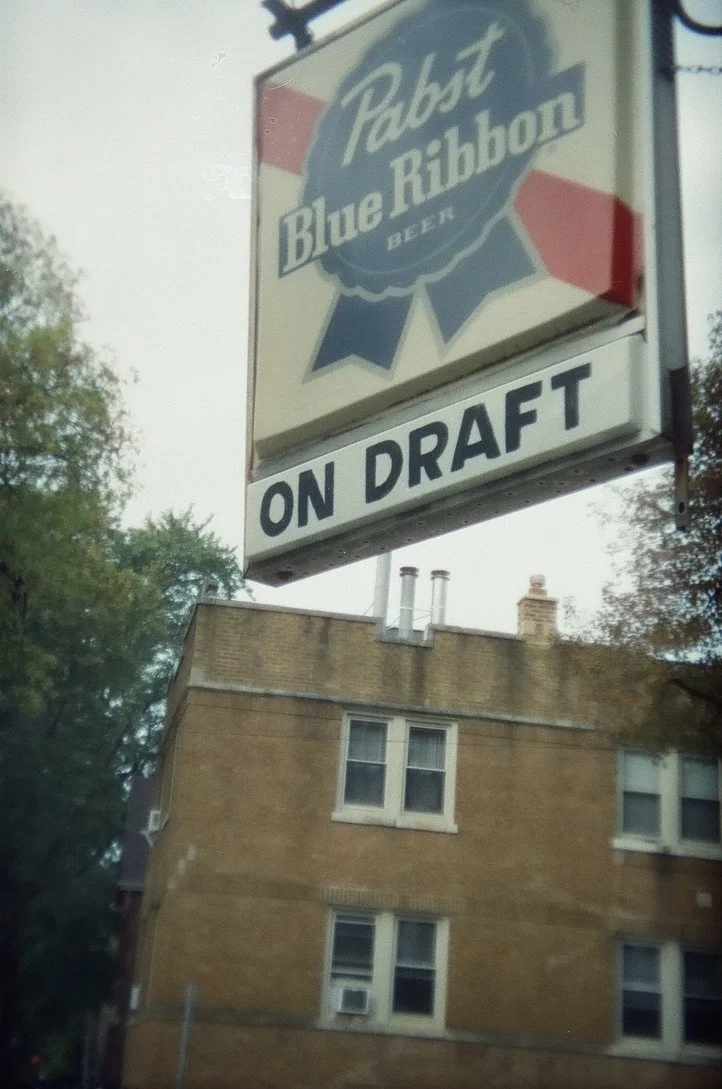 Pabst
Blue Ribbon
BEER
ON DRAFT